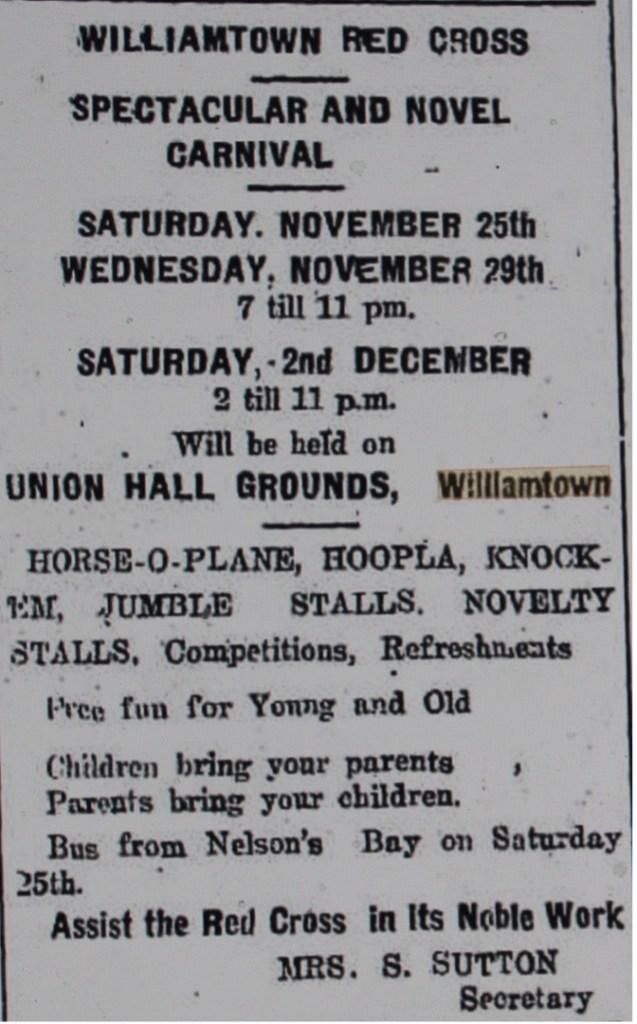 WILLIAMTOWN RED CROSS
SPECTACULAR AND NOVEL
CARNIVAL
SATURDAY. NOVEMBER 25th
WEDNESDAY, NOVEMBER 29th
7 till 11 pm.
SATURDAY, 2nd DECEMBER
2 till 11 p.m.
Will be held on
UNION HALL GROUNDS, Williamtown
HORSE-O-PLANE, HOOPLA, KNOCK-
'EM, JUMBLE STALLS. NOVELTY
STALLS, Competitions, Refreshments
Free fun for Young and Old
Children bring your parents
Parents bring your children.
Bus from Nelson's Bay on Saturday
25th.
Assist the Red Cross in Its Noble Work
MRS. S. SUTTON
Secretary